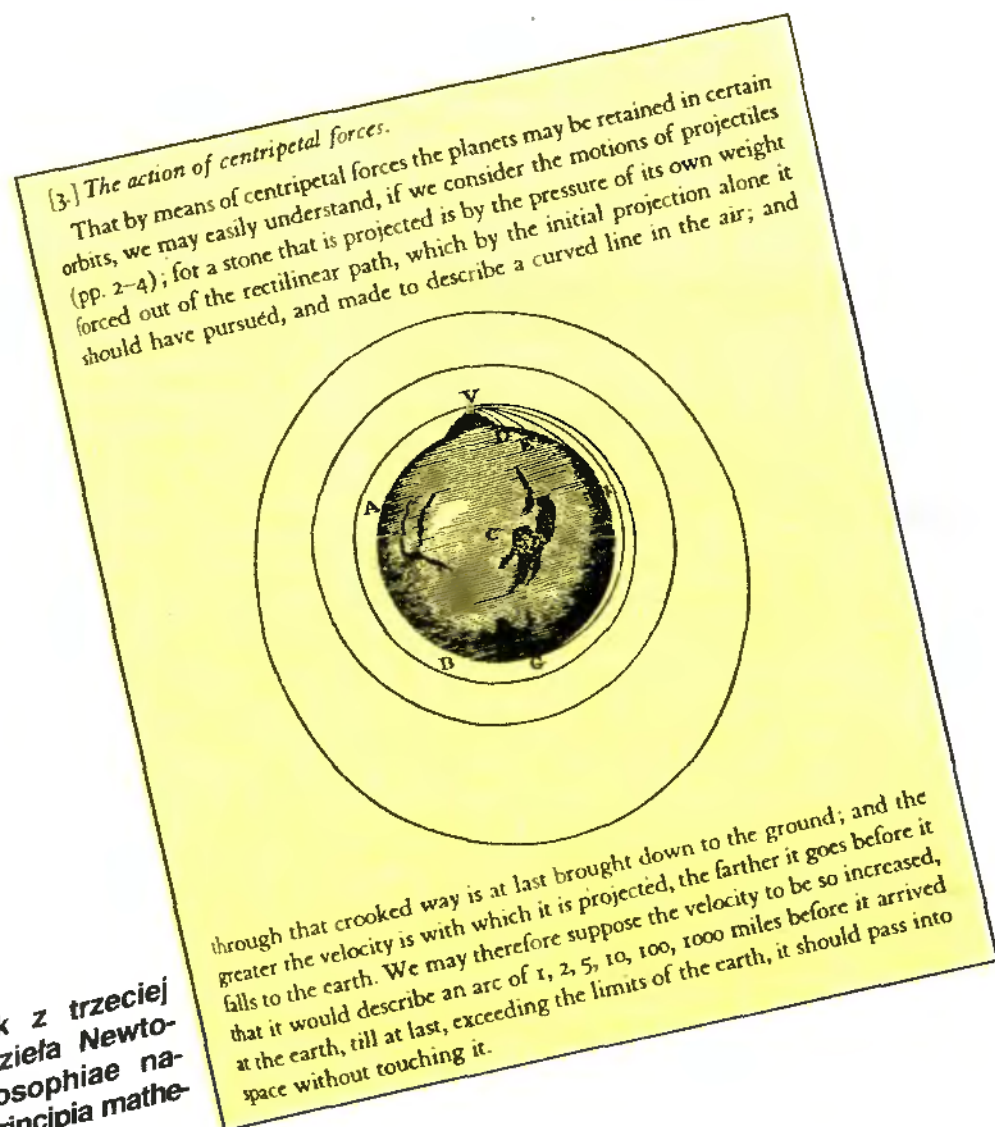 [3.] The action of centripetal forces.
That by means of centripetal forces the planets may be retained in certain
orbits, we may easily understand, if we consider the motions of projectiles
(pp. 2–4); for a stone that is projected is by the pressure of its own weight
forced out of the rectilinear path, which by the initial projection alone it
should have pursuéd, and made to describe a curved line in the air; and
V
D E
F
A
C
B G
through that crooked way is at last brought down to the ground; and the
greater the velocity is with which it is projected, the farther it goes before it
falls to the earth. We may therefore suppose the velocity to be so increased,
that it would describe an arc of 1, 2, 5, 10, 100, 1000 miles before it arrived
at the earth, till at last, exceeding the limits of the earth, it should pass into
space without touching it.
k z trzeciej
zieła Newto-
osophiae na-
rincipia mathe-